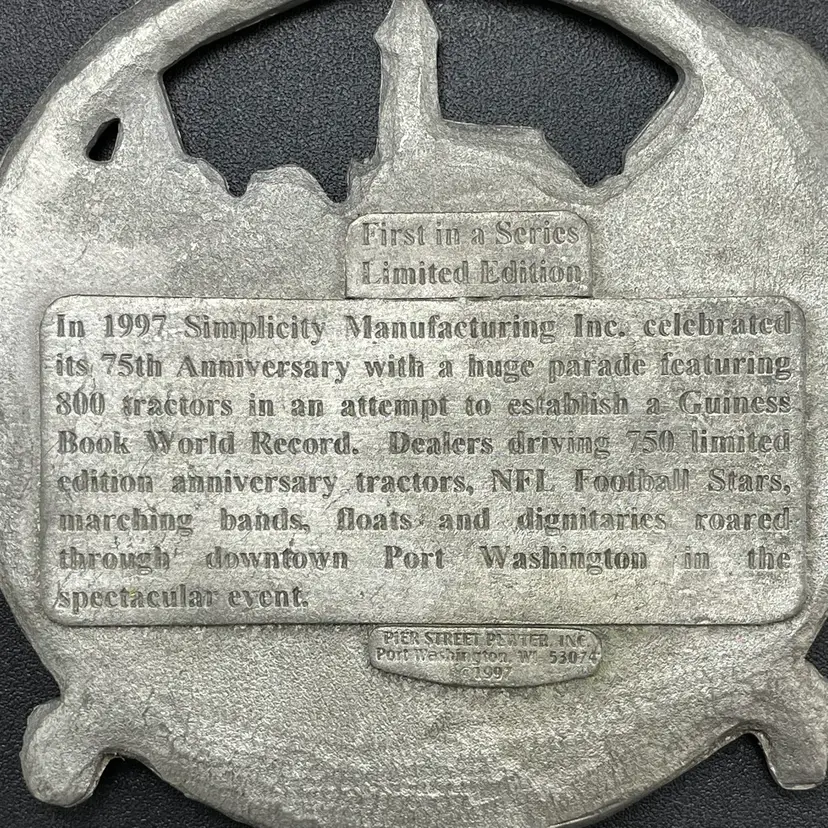 First in a Series
Limited Edition
In 1997 Simplicity Manufacturing Inc. celebrated
its 75th Anniversary with a huge parade featuring
800 tractors in an attempt to establish a Guiness
Book World Record. Dealers driving 750 limited
edition anniversary tractors, NFL Football Stars,
marching bands, floats and dignitaries roared
through downtown Port Washington in the
spectacular event.
PIER STREET PEWTER, INC
Port Washington, WI 53074
©1997